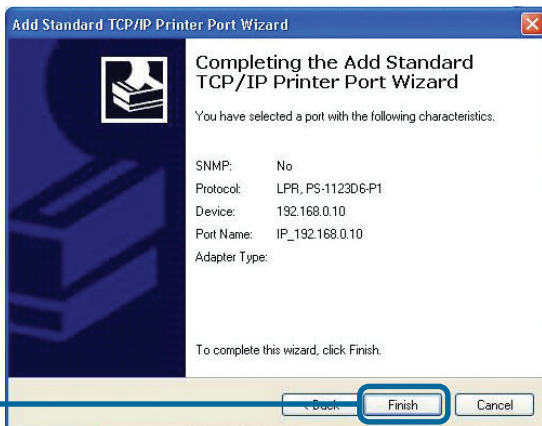 Add Standard TCP/IP Printer Port Wizard
Completing the Add Standard
TCP/IP Printer Port Wizard
You have selected a port with the following characteristics.
SNMP: No
Protocol: LPR, PS-1123D6-P1
Device: 192.168.0.10
Port Name: IP_192.168.0.10
Adapter Type:
To complete this wizard, click Finish.
< Back Finish Cancel